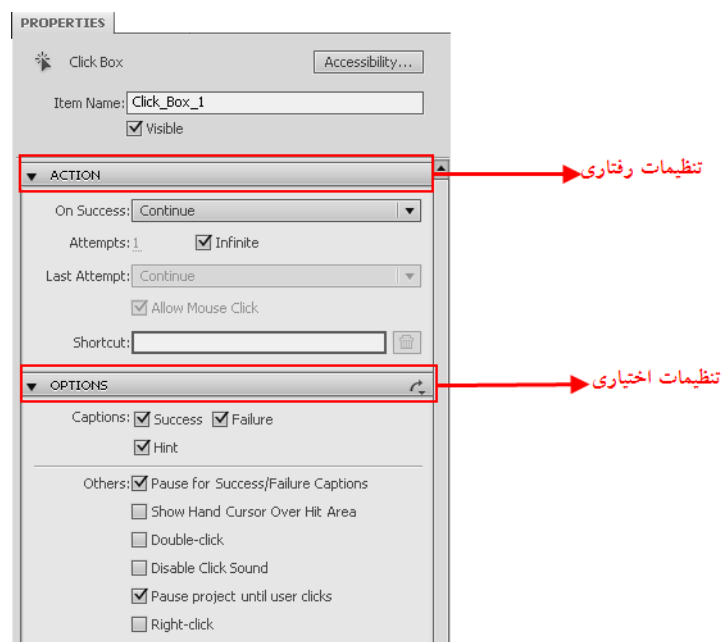 PROPERTIES
Click Box
Accessibility...
Item Name: Click_Box_1
Visible
ACTION
تنظیمات رفتاری
On Success: Continue
Attempts: 1 Infinite
Last Attempt: Continue
Allow Mouse Click
Shortcut:
OPTIONS
تنظیمات اختیاری
Captions: Success Failure
Hint
Others: Pause for Success/Failure Captions
Show Hand Cursor Over Hit Area
Double-click
Disable Click Sound
Pause project until user clicks
Right-click